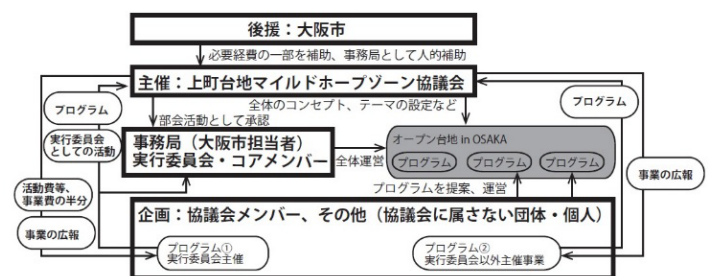 後援：大阪市
必要経費の一部を補助、事務局として人的補助
主催：上町台地マイルドホープゾーン協議会
プログラム
全体のコンセプト、テーマの設定など
プログラム
部会活動として承認
実行委員会
としての活動
事務局（大阪市担当者）
実行委員会・コアメンバー
全体運営
オープン台地 in OSAKA
プログラム
プログラム
プログラム
活動費等、
事業費の半分
プログラムを提案、運営
事業の広報
企画：協議会メンバー、その他（協議会に属さない団体・個人）
事業の広報
プログラム①
実行委員会主催
プログラム②
実行委員会以外主催事業